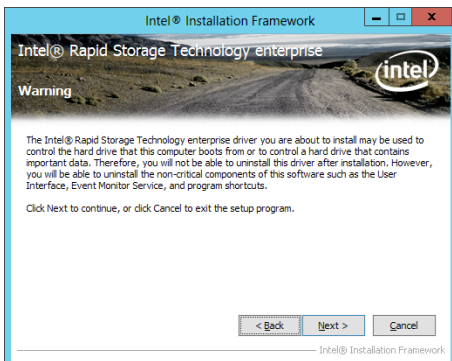 Intel® Installation Framework
x
Intel® Rapid Storage Technology enterprise
intel
Warning
The Intel® Rapid Storage Technology enterprise driver you are about to install may be used to
control the hard drive that this computer boots from or to control a hard drive that contains
important data. Therefore, you will not be able to uninstall this driver after installation. However,
you will be able to uninstall the non-critical components of this software such as the User
Interface, Event Monitor Service, and program shortcuts.
Click Next to continue, or click Cancel to exit the setup program.
< Back Next > Cancel
Intel® Installation Framework